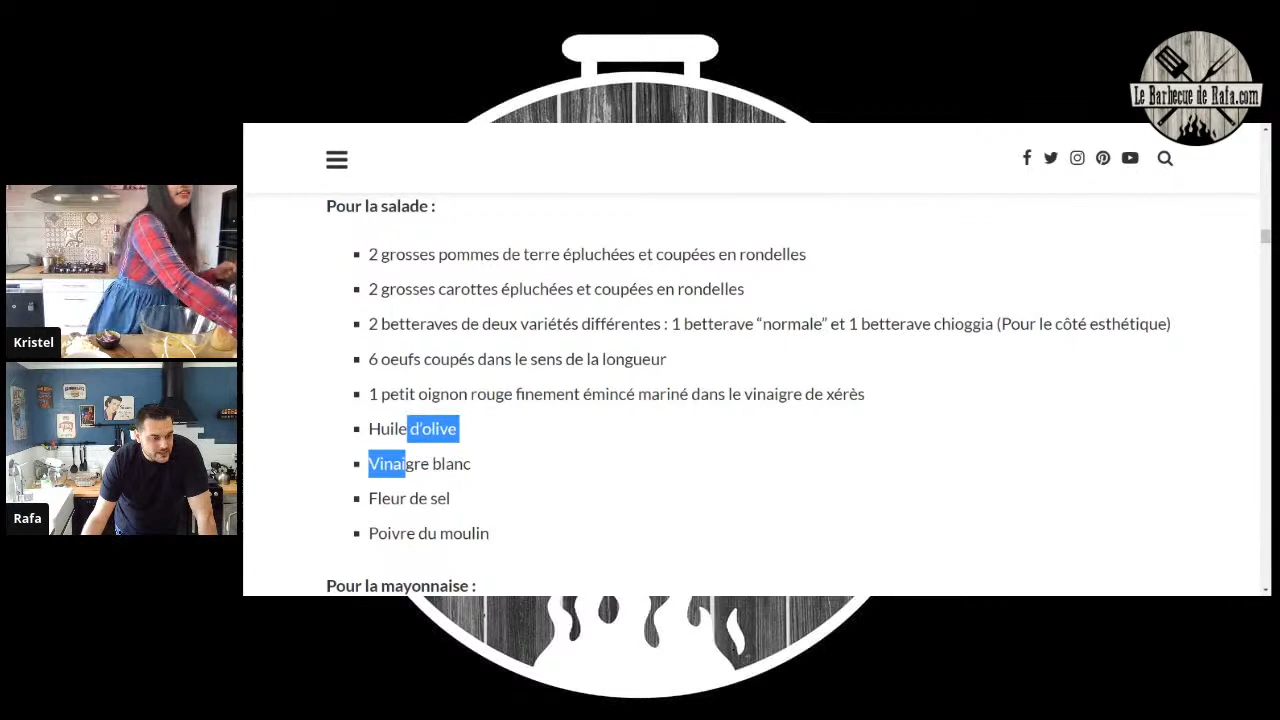 Le Barbecue de Rafa.com
Pour la salade :
2 grosses pommes de terre épluchées et coupées en rondelles
2 grosses carottes épluchées et coupées en rondelles
2 betteraves de deux variétés différentes : 1 betterave “normale” et 1 betterave chioggia (Pour le côté esthétique)
6 oeufs coupés dans le sens de la longueur
1 petit oignon rouge finement émincé mariné dans le vinaigre de xérès
Huile d’olive
Vinaigre blanc
Fleur de sel
Poivre du moulin
Pour la mayonnaise :
Kristel
Rafa